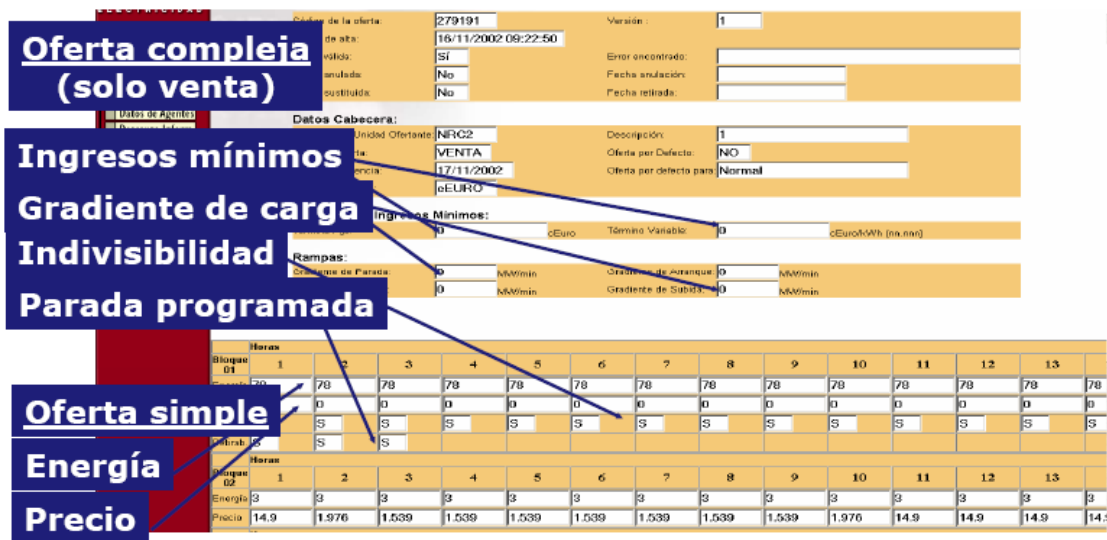 ELECTRICIDAD
Código de la oferta: 279191 Versión : 1
de alta: 16/11/2002 09:22:50
válida: Sí Error encontrado:
anulada: No Fecha anulación:
sustituida: No Fecha retirada:
Oferta compleja
(solo venta)
Datos de Agentes
Datos Cabecera:
Unidad Ofertante: NRC2 Descripción: 1
VENTA Oferta por Defecto: NO
17/11/2002 Oferta por defecto para: Normal
cEURO
Ingresos mínimos
Gradiente de carga
Indivisibilidad
Parada programada
Ingresos Mínimos:
0 cEuro Término Variable: 0 cEuro/kWh (nn.nnn)
Rampas:
Gradiente de Parada: 0 MW/min Gradiente de Arranque: 0 MW/min
0 MW/min Gradiente de Subida: 0 MW/min
Horas
Bloque 01 1 2 3 4 5 6 7 8 9 10 11 12 13
78 78 78 78 78 78 78 78 78 78 78 78 78 78
0 0 0 0 0 0 0 0 0 0 0 0 0
S S S S S S S S S S S S
S S S
Oferta simple
Energía
Precio
Horas
Bloque 02 1 2 3 4 5 6 7 8 9 10 11 12 13
Energía 3 3 3 3 3 3 3 3 3 3 3 3 3 3
Precio 14.9 1.976 1.539 1.539 1.539 1.539 1.539 1.539 1.539 1.976 14.9 14.9 14.9 14.